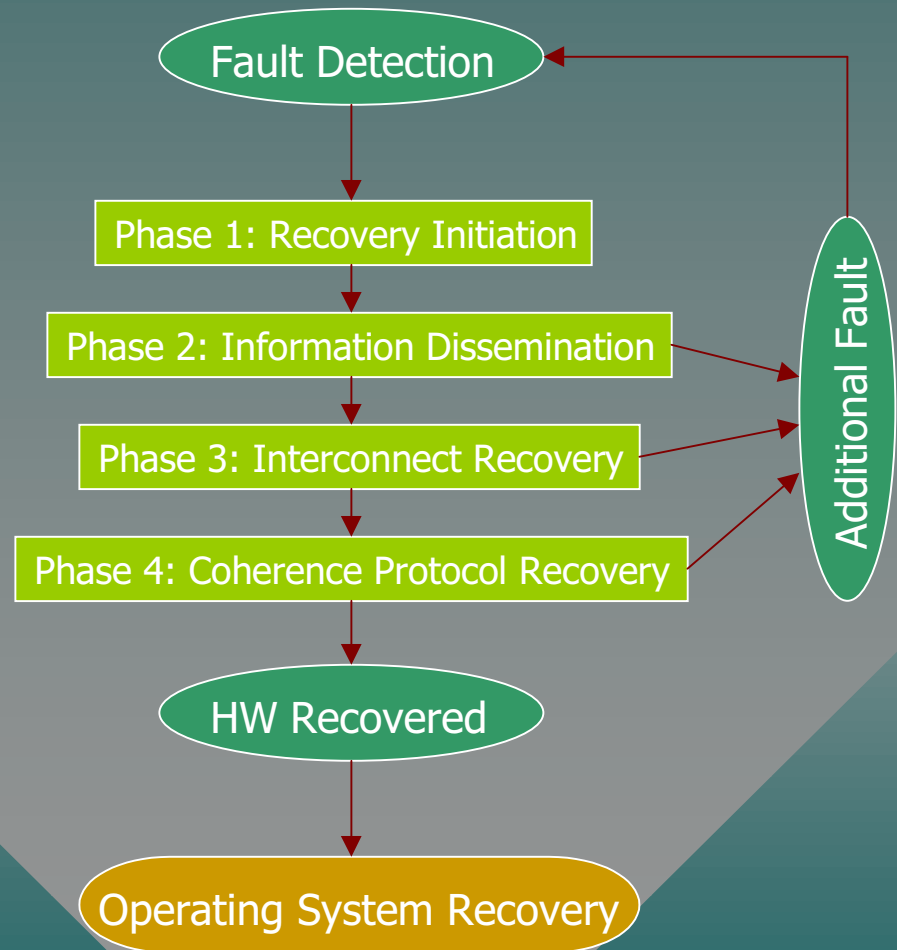 Fault Detection
Phase 1: Recovery Initiation
Phase 2: Information Dissemination
Phase 3: Interconnect Recovery
Phase 4: Coherence Protocol Recovery
Additional Fault
HW Recovered
Operating System Recovery